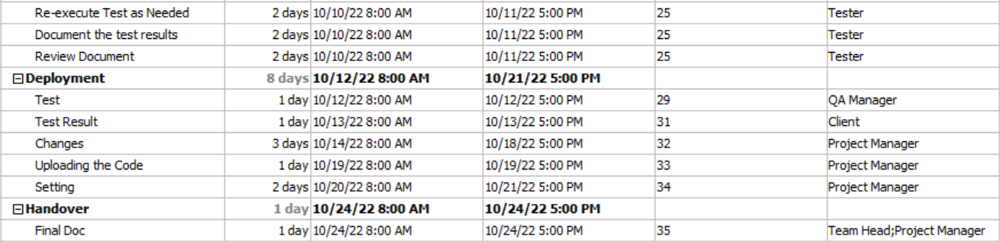 Re-execute Test as Needed 2 days 10/10/22 8:00 AM 10/11/22 5:00 PM 25 Tester
Document the test results 2 days 10/10/22 8:00 AM 10/11/22 5:00 PM 25 Tester
Review Document 2 days 10/10/22 8:00 AM 10/11/22 5:00 PM 25 Tester
Deployment 8 days 10/12/22 8:00 AM 10/21/22 5:00 PM
Test 1 day 10/12/22 8:00 AM 10/12/22 5:00 PM 29 QA Manager
Test Result 1 day 10/13/22 8:00 AM 10/13/22 5:00 PM 31 Client
Changes 3 days 10/14/22 8:00 AM 10/18/22 5:00 PM 32 Project Manager
Uploading the Code 1 day 10/19/22 8:00 AM 10/19/22 5:00 PM 33 Project Manager
Setting 2 days 10/20/22 8:00 AM 10/21/22 5:00 PM 34 Project Manager
Handover 1 day 10/24/22 8:00 AM 10/24/22 5:00 PM
Final Doc 1 day 10/24/22 8:00 AM 10/24/22 5:00 PM 35 Team Head;Project Manager